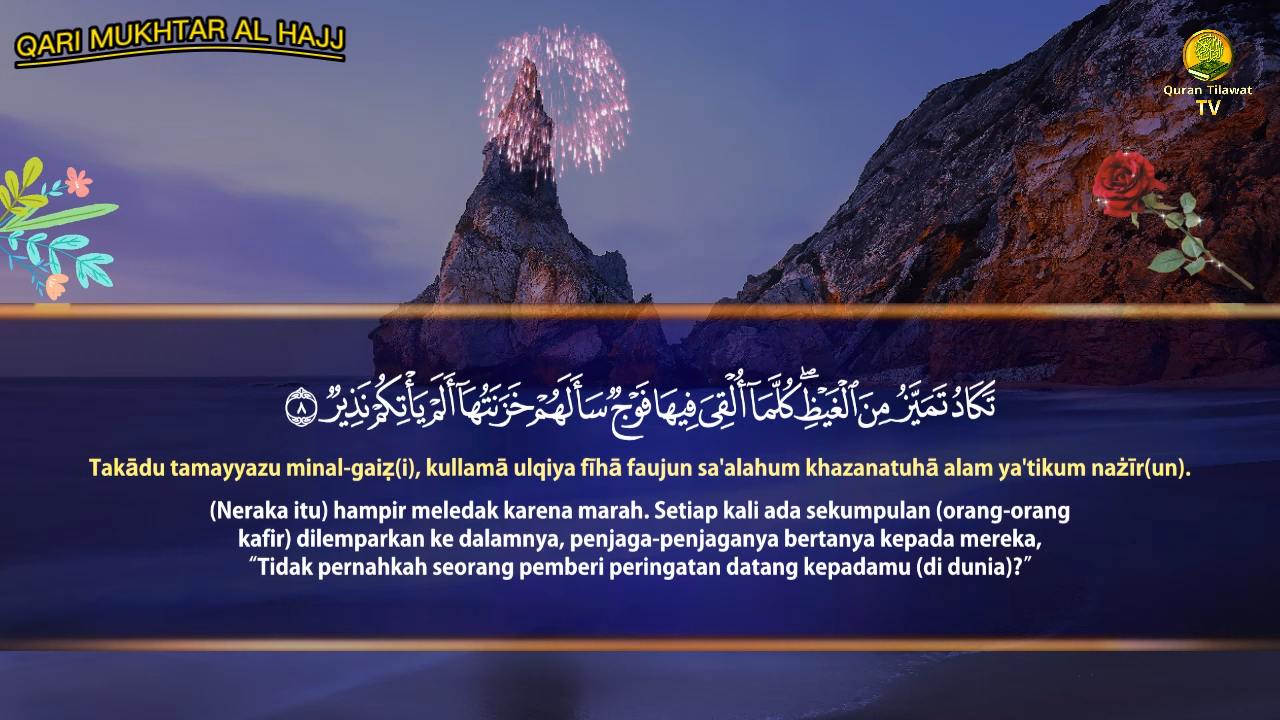 QARI MUKHTAR AL HAJJ
Quran Tilawat
TV
تَكَادُ تَمَيَّزُ مِنَ ٱلْغَيْظِۖ كُلَّمَآ أُلْقِىَ فِيهَا فَوْجٌ سَأَلَهُمْ خَزَنَتُهَآ أَلَمْ يَأْتِكُمْ نَذِيرٌ ٨
Takādu tamayyazu minal-gaiẓ(i), kullamā ulqiya fīhā faujun sa'alahum khazanatuhā alam ya'tikum nażīr(un).
(Neraka itu) hampir meledak karena marah. Setiap kali ada sekumpulan (orang-orang
kafir) dilemparkan ke dalamnya, penjaga-penjaganya bertanya kepada mereka,
“Tidak pernahkah seorang pemberi peringatan datang kepadamu (di dunia)?”